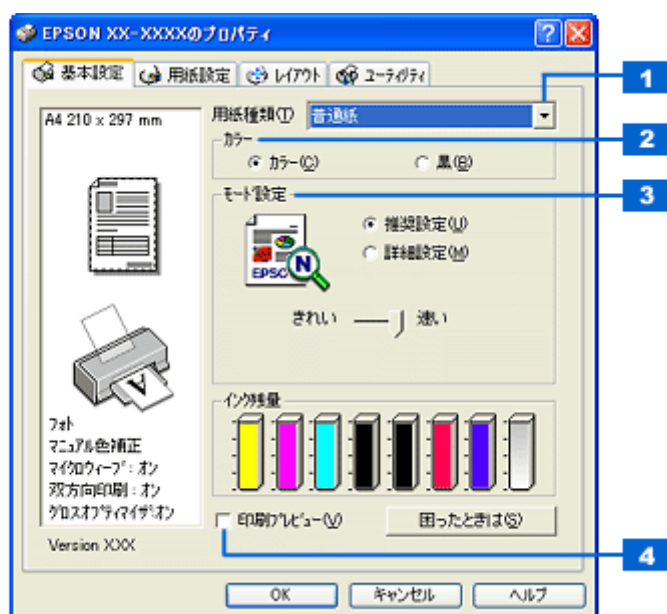 EPSON XX-XXXXのプロパティ
基本設定 用紙設定 レイアウト ユーティリティ
1
A4 210 x 297 mm
用紙種類(T) 普通紙
カラー
2
カラー(C) 黒(B)
モード設定
3
推奨設定(U)
詳細設定(M)
EPSON
N
きれい 速い
A
インク残量
フォト
マニュアル色補正
マイクロウィーブ:オン
双方向印刷:オン
グロスオプティマイザ:オン
印刷プレビュー(V) 困ったときは(S)
Version XXX
4
OK キャンセル ヘルプ